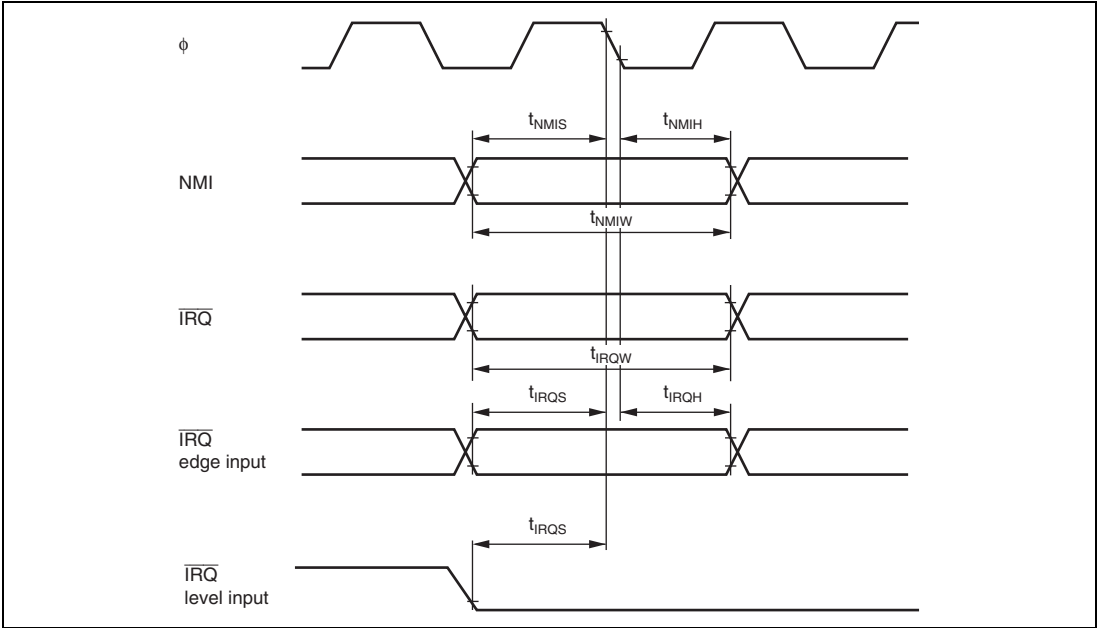 ϕ
tNMIS
tNMIH
NMI
tNMIW
IRQ
tIRQW
tIRQS
tIRQH
IRQ
edge input
tIRQS
IRQ
level input